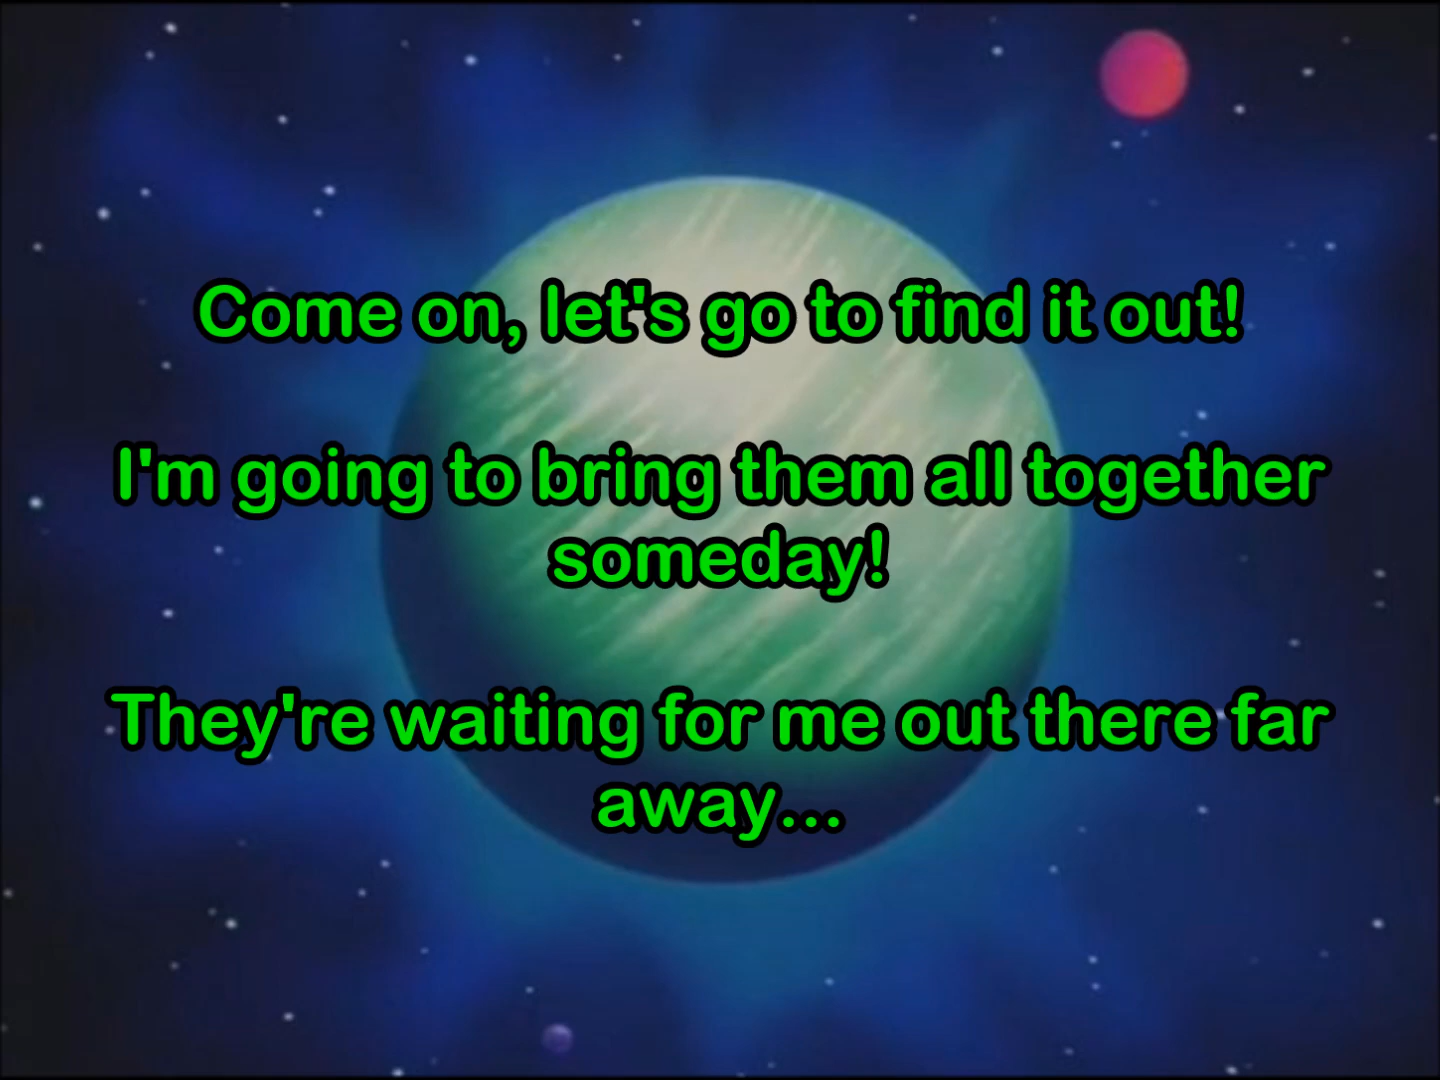 Come on, let's go to find it out!
I'm going to bring them all together
someday!
They're waiting for me out there far
away...